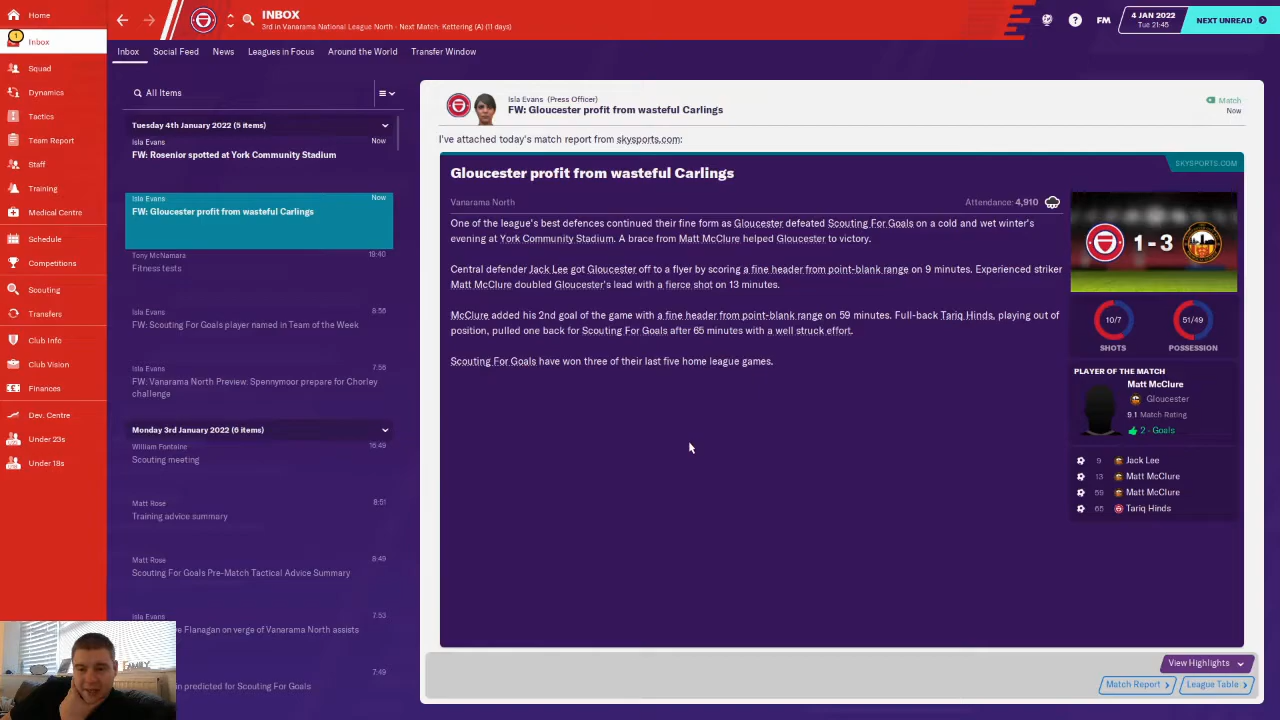 INBOX
3rd in Vanarama National League North - Next Match: Kettering (A) (11 days)
FM
4 JAN 2022
Tue 21:45
NEXT UNREAD
1
Home
Inbox
Squad
Dynamics
Tactics
Team Report
Staff
Training
Medical Centre
Schedule
Competitions
Scouting
Transfers
Club Info
Club Vision
Finances
Dev. Centre
Under 23s
Under 18s
Inbox
Social Feed
News
Leagues in Focus
Around the World
Transfer Window
All Items
Tuesday 4th January 2022 (5 items)
Isla Evans
Now
FW: Rosenior spotted at York Community Stadium
Isla Evans
Now
FW: Gloucester profit from wasteful Carlings
Tony McNamara
19:40
Fitness tests
Isla Evans
8:56
FW: Scouting For Goals player named in Team of the Week
Isla Evans
7:56
FW: Vanarama North Preview: Spennymoor prepare for Chorley
challenge
Monday 3rd January 2022 (6 items)
William Fontaine
16:49
Scouting meeting
Matt Rose
8:51
Training advice summary
Matt Rose
8:49
Scouting For Goals Pre-Match Tactical Advice Summary
Isla Evans
7:53
ve Flanagan on verge of Vanarama North assists
7:49
in predicted for Scouting For Goals
Isla Evans (Press Officer)
FW: Gloucester profit from wasteful Carlings
Match
Now
I've attached today's match report from skysports.com:
SKYSPORTS.COM
Gloucester profit from wasteful Carlings
Vanarama North
Attendance: 4,910
One of the league's best defences continued their fine form as Gloucester defeated Scouting For Goals on a cold and wet winter's
evening at York Community Stadium. A brace from Matt McClure helped Gloucester to victory.
Central defender Jack Lee got Gloucester off to a flyer by scoring a fine header from point-blank range on 9 minutes. Experienced striker
Matt McClure doubled Gloucester's lead with a fierce shot on 13 minutes.
McClure added his 2nd goal of the game with a fine header from point-blank range on 59 minutes. Full-back Tariq Hinds, playing out of
position, pulled one back for Scouting For Goals after 65 minutes with a well struck effort.
Scouting For Goals have won three of their last five home league games.
1 - 3
10/7
SHOTS
51/49
POSSESSION
PLAYER OF THE MATCH
Matt McClure
Gloucester
9.1 Match Rating
2 - Goals
9 Jack Lee
13 Matt McClure
59 Matt McClure
65 Tariq Hinds
View Highlights
Match Report
League Table